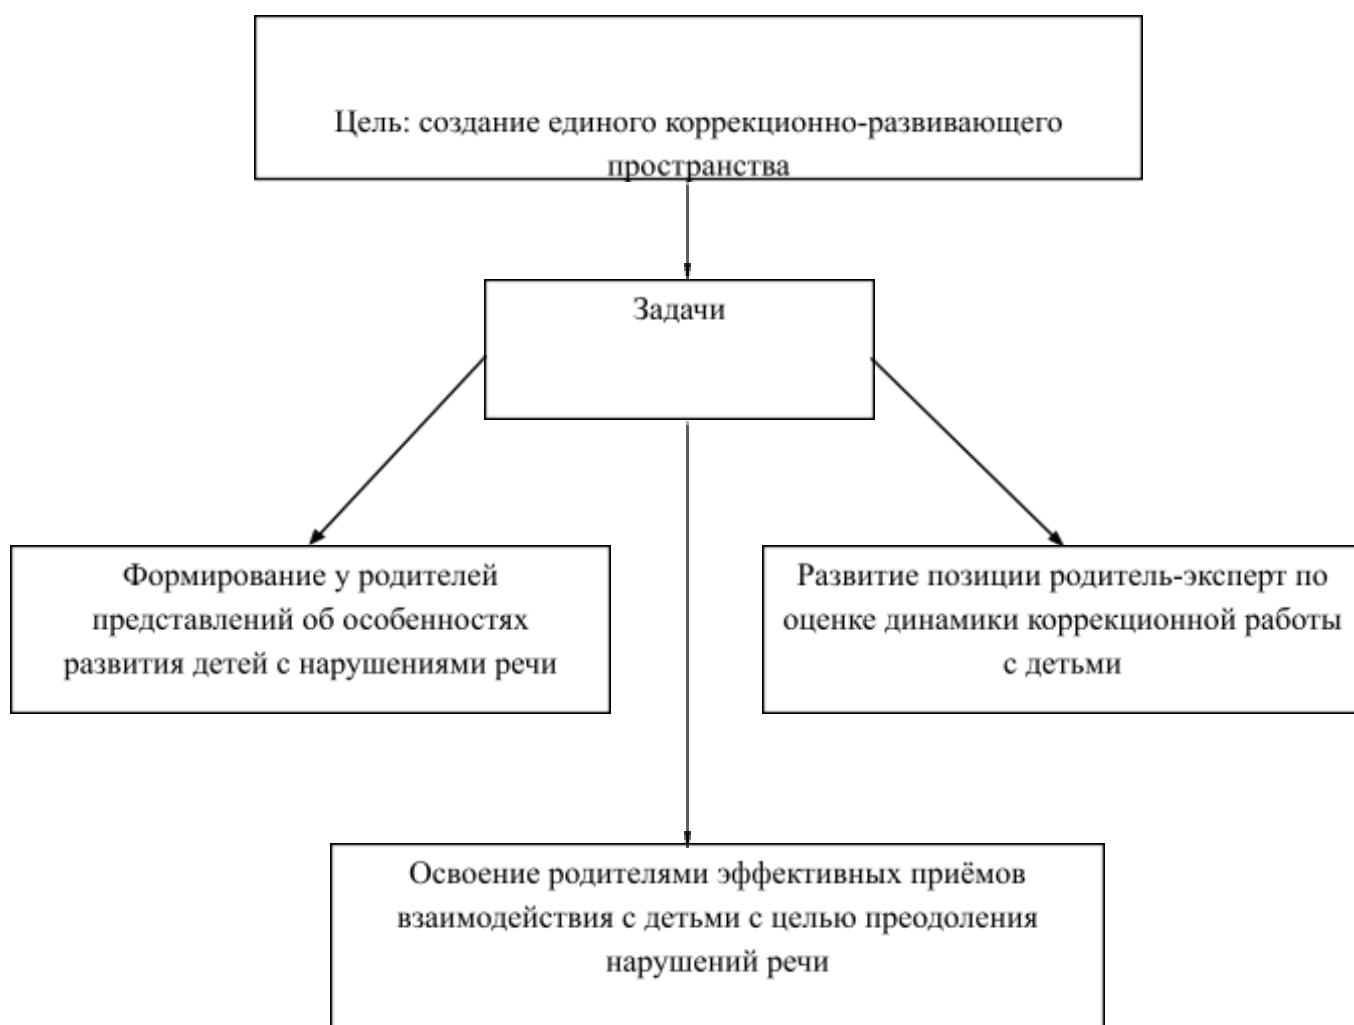 Цель: создание единого коррекционно-развивающего
пространства
Задачи
Формирование у родителей
представлений об особенностях
развития детей с нарушениями речи
Развитие позиции родитель-эксперт по
оценке динамики коррекционной работы
с детьми
Освоение родителями эффективных приёмов
взаимодействия с детьми с целью преодоления
нарушений речи